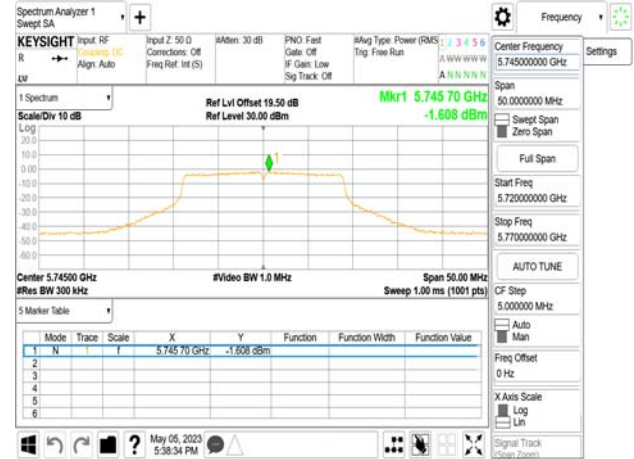 Spectrum Analyzer 1
Swept SA
Frequency
KEYSIGHT
Input: RF
Coupling: DC
Align: Auto
Input Z: 50 Ω
Corrections: Off
Freq Ref: Int (S)
#Atten: 30 dB
PNO: Fast
Gate: Off
IF Gain: Low
Sig Track: Off
#Avg Type: Power (RMS
Trig: Free Run
1 2 3 4 5 6
A W W W W W
A N N N N N
R
LXI
Center Frequency
5.745000000 GHz
Settings
Span
50.0000000 MHz
Swept Span
Zero Span
Full Span
Start Freq
5.720000000 GHz
Stop Freq
5.770000000 GHz
AUTO TUNE
CF Step
5.000000 MHz
Auto
Man
Freq Offset
0 Hz
X Axis Scale
Log
Lin
Signal Track
(Span Zoom)
1 Spectrum
Scale/Div 10 dB
Ref Lvl Offset 19.50 dB
Ref Level 30.00 dBm
Mkr1 5.745 70 GHz
-1.608 dBm
Log
20.0
10.0
0.00
-10.0
-20.0
-30.0
-40.0
-50.0
-60.0
1
Center 5.74500 GHz
#Res BW 300 kHz
#Video BW 1.0 MHz
Span 50.00 MHz
Sweep 1.00 ms (1001 pts)
5 Marker Table
Mode Trace Scale X Y Function Function Width Function Value
1 N 1 f 5.745 70 GHz -1.608 dBm
2
3
4
5
6
May 05, 2023
5:38:34 PM